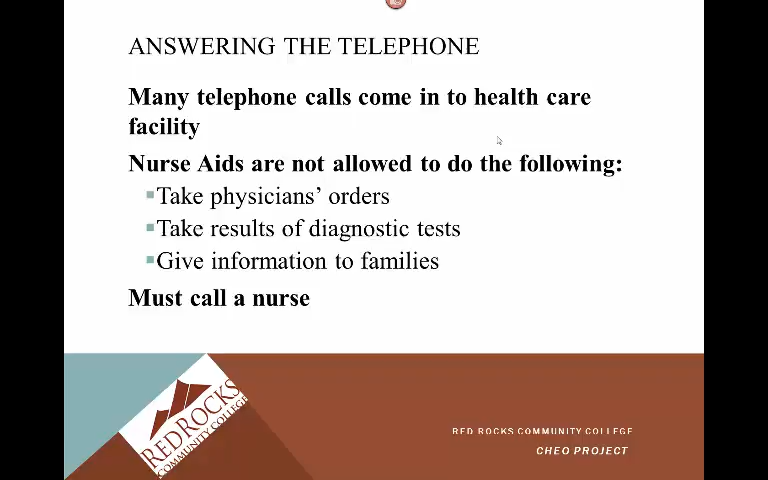 ANSWERING THE TELEPHONE
Many telephone calls come in to health care
facility
Nurse Aids are not allowed to do the following:
Take physicians’ orders
Take results of diagnostic tests
Give information to families
Must call a nurse
RED ROCKS
COMMUNITY COLLEGE
RED ROCKS COMMUNITY COLLEGE
CHEO PROJECT